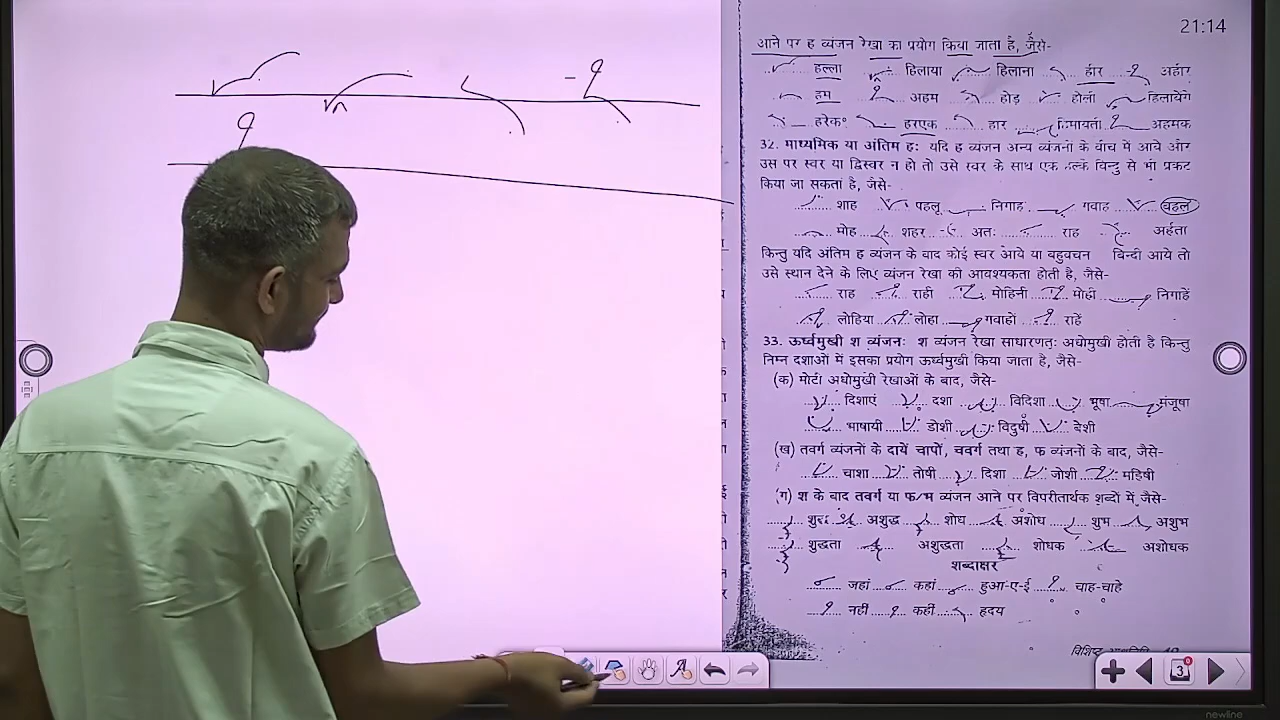 21:14
आने पर ह व्यंजन रेखा का प्रयोग किया जाता है, जैसे-
हल्ला हिलाया हिलाना हार अहीर
हम अहम होड़ होली हिलायेंगे
हरेक हरएक हार हिमायती अहमक
32. माध्यमिक या अंतिम हः यदि ह व्यंजन अन्य व्यंजनों के बीच में आवे और
उस पर स्वर या द्विस्वर न हो तो उसे स्वर के साथ एक हल्के बिन्दु से भी प्रकट
किया जा सकता है, जैसे-
शाह पहलू निगाह गवाह बहल
मोह शहर अतः राह अर्हता
किन्तु यदि अंतिम ह व्यंजन के बाद कोई स्वर आये या बहुवचन बिन्दी आये तो
उसे स्थान देने के लिए व्यंजन रेखा की आवश्यकता होती है, जैसे-
राह राही मोहिनी मोही निगाहें
लोहिया लोहा गवाहों राहें
33. ऊर्ध्वमुखी श व्यंजनः श व्यंजन रेखा साधारणतः अधोमुखी होती है किन्तु
निम्न दशाओं में इसका प्रयोग ऊर्ध्वमुखी किया जाता है, जैसे-
(क) मोटी अधोमुखी रेखाओं के बाद, जैसे-
दिशाएं दशा विदिशा भूषा मंजूषा
भाषायी डोशी विदुषी देशी
(ख) तवर्ग व्यंजनों के दायें चापों, चवर्ग तथा ह, फ व्यंजनों के बाद, जैसे-
चाशा तोषी दिशा जोशी महिषी
(ग) श के बाद तवर्ग या फ/भ व्यंजन आने पर विपरीतार्थक शब्दों में, जैसे-
शुद्ध अशुद्ध शोध अशोध शुभ अशुभ
शुद्धता अशुद्धता शोधक अशोधक
शब्दाक्षर
जहां कहां हुआ-ए-ई चाह-चाहे
नहीं कहीं हृदय
विशिष्ट
3
newline